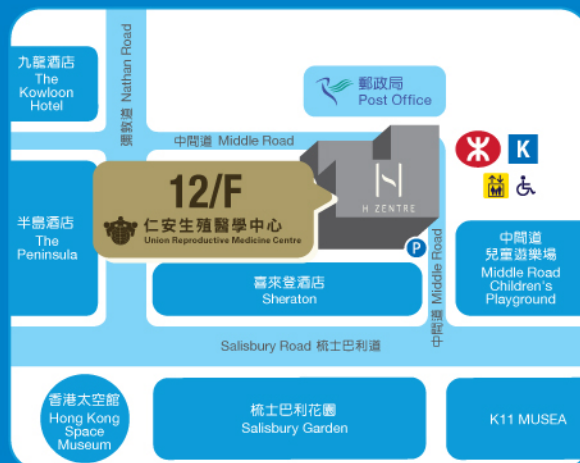 九龍酒店
The
Kowloon
Hotel
彌敦道 Nathan Road
郵政局
Post Office
中間道 Middle Road
K
12/F
仁安生殖醫學中心
Union Reproductive Medicine Centre
H
H ZENTRE
半島酒店
The
Peninsula
P
中間道 Middle Road
中間道
兒童遊樂場
Middle Road
Children's
Playground
喜來登酒店
Sheraton
Salisbury Road 梳士巴利道
香港太空館
Hong Kong
Space
Museum
梳士巴利花園
Salisbury Garden
K11 MUSEA